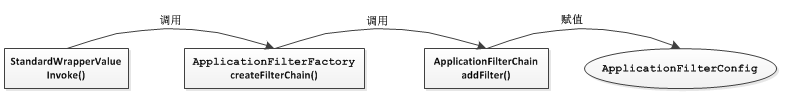 调用
调用
赋值
StandardWrapperValue
Invoke()
ApplicationFilterFactory
createFilterChain()
ApplicationFilterChain
addFilter()
ApplicationFilterConfig